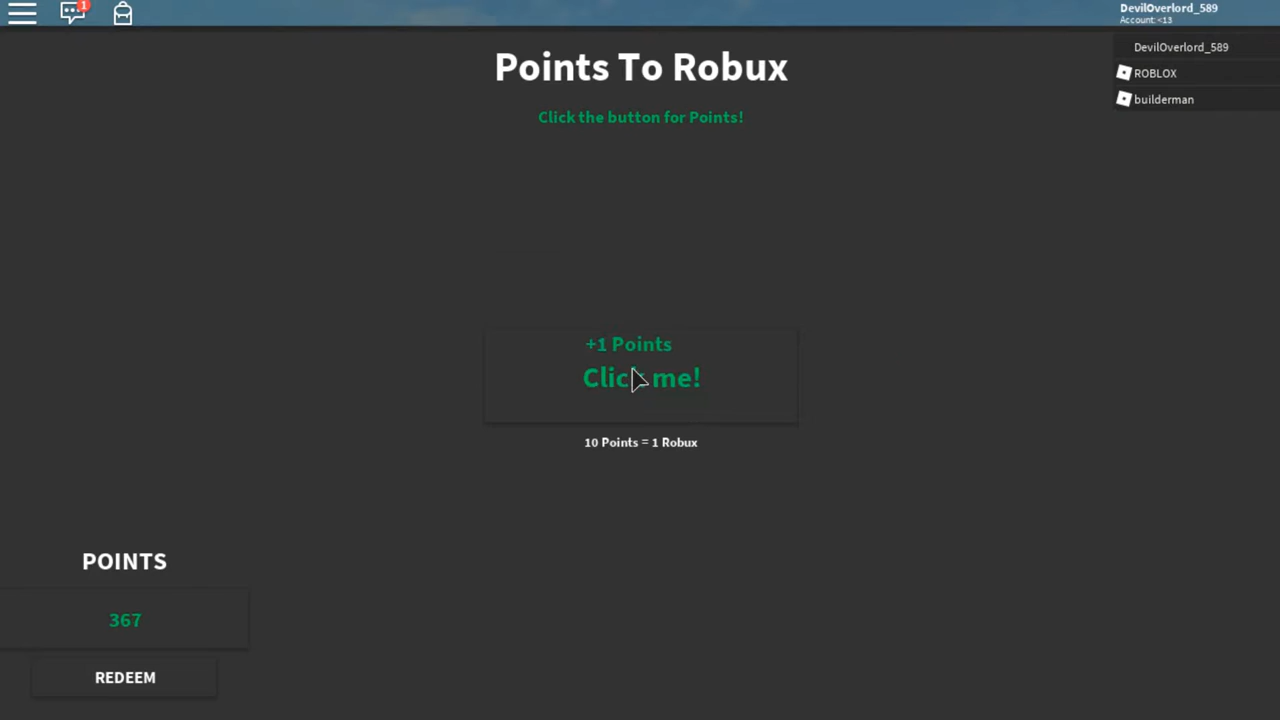 1
DevilOverlord_589
Account: <13
DevilOverlord_589
ROBLOX
builderman
Points To Robux
Click the button for Points!
+1 Points
Click me!
10 Points = 1 Robux
POINTS
367
REDEEM